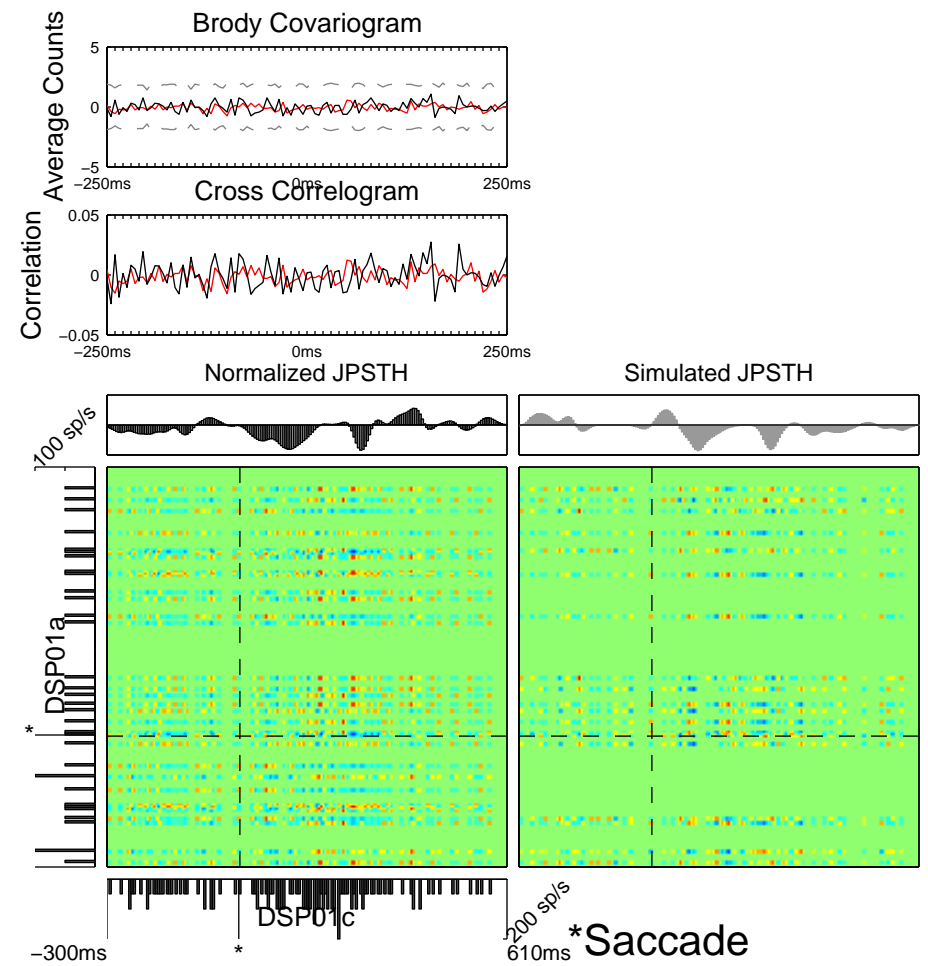 Brody Covariogram
Average Counts
5
0
−5
−250ms
0ms
250ms
Cross Correlogram
Correlation
0.05
0
−0.05
−250ms
0ms
250ms
Normalized JPSTH
Simulated JPSTH
100 sp/s
DSP01a
*
DSP01c
200 sp/s
−300ms
*
610ms
*Saccade